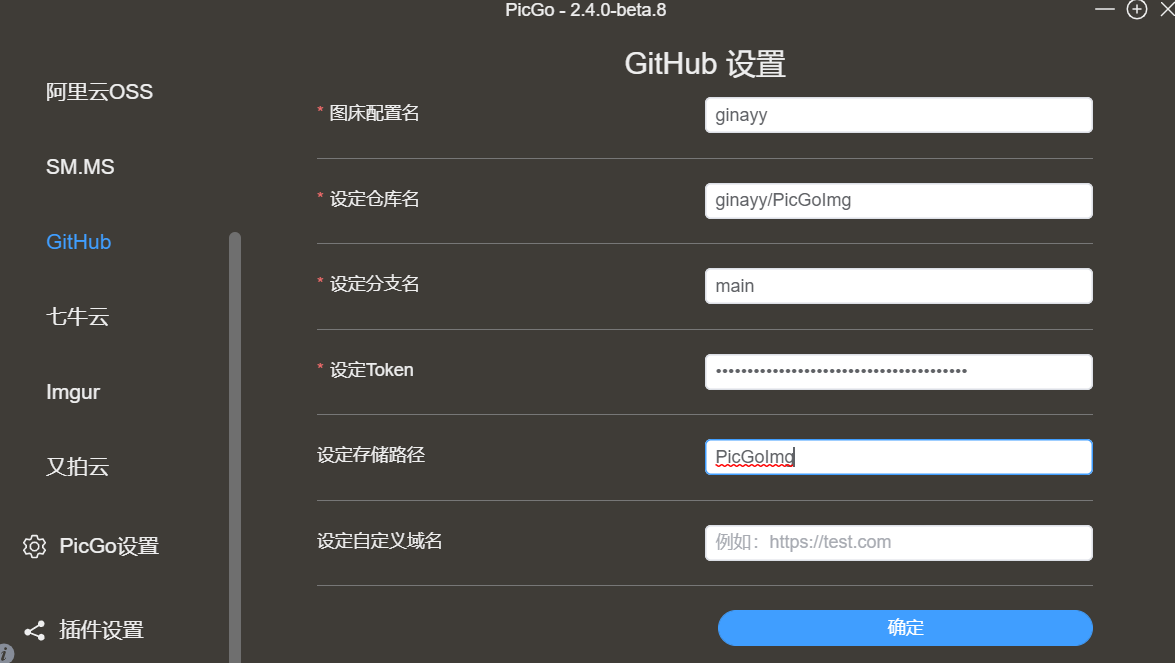 PicGo - 2.4.0-beta.8
阿里云OSS
SM.MS
GitHub
七牛云
Imgur
又拍云
PicGo设置
插件设置
GitHub 设置
* 图床配置名
ginayy
* 设定仓库名
ginayy/PicGoImg
* 设定分支名
main
* 设定Token
••••••••••••••••••••••••••••••••••••••••
设定存储路径
PicGoImg
设定自定义域名
例如：https://test.com
确定